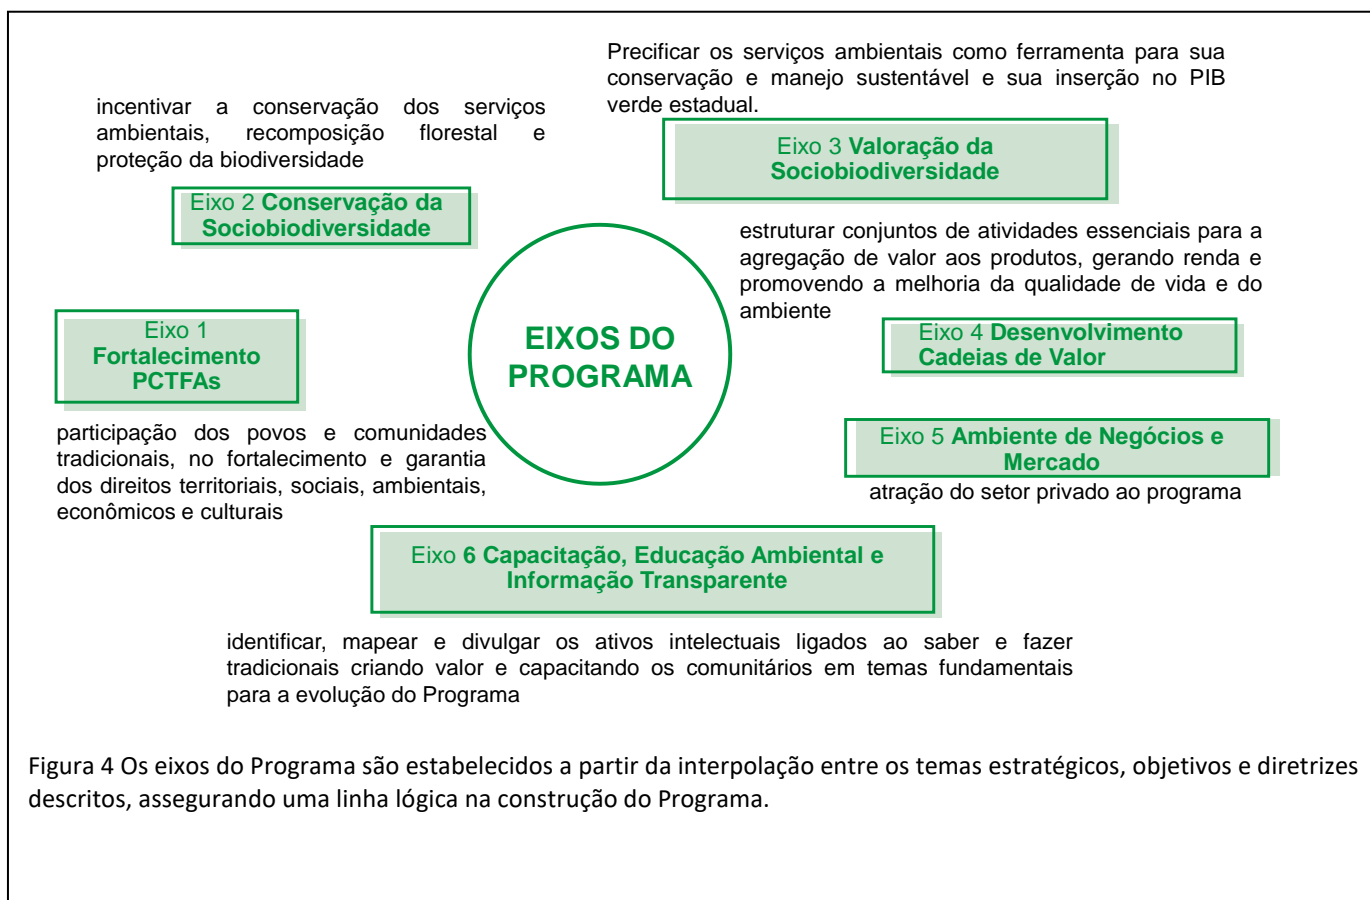 Precificar os serviços ambientais como ferramenta para sua
conservação e manejo sustentável e sua inserção no PIB
verde estadual.
incentivar a conservação dos serviços
ambientais, recomposição florestal e
proteção da biodiversidade
Eixo 3 Valoração da
Sociobiodiversidade
Eixo 2 Conservação da
Sociobiodiversidade
estruturar conjuntos de atividades essenciais para a
agregação de valor aos produtos, gerando renda e
promovendo a melhoria da qualidade de vida e do
ambiente
EIXOS DO
PROGRAMA
Eixo 1
Fortalecimento
PCTFAs
Eixo 4 Desenvolvimento
Cadeias de Valor
participação dos povos e comunidades
tradicionais, no fortalecimento e garantia
dos direitos territoriais, sociais, ambientais,
econômicos e culturais
Eixo 5 Ambiente de Negócios e
Mercado
atração do setor privado ao programa
Eixo 6 Capacitação, Educação Ambiental e
Informação Transparente
identificar, mapear e divulgar os ativos intelectuais ligados ao saber e fazer
tradicionais criando valor e capacitando os comunitários em temas fundamentais
para a evolução do Programa
Figura 4 Os eixos do Programa são estabelecidos a partir da interpolação entre os temas estratégicos, objetivos e diretrizes
descritos, assegurando uma linha lógica na construção do Programa.